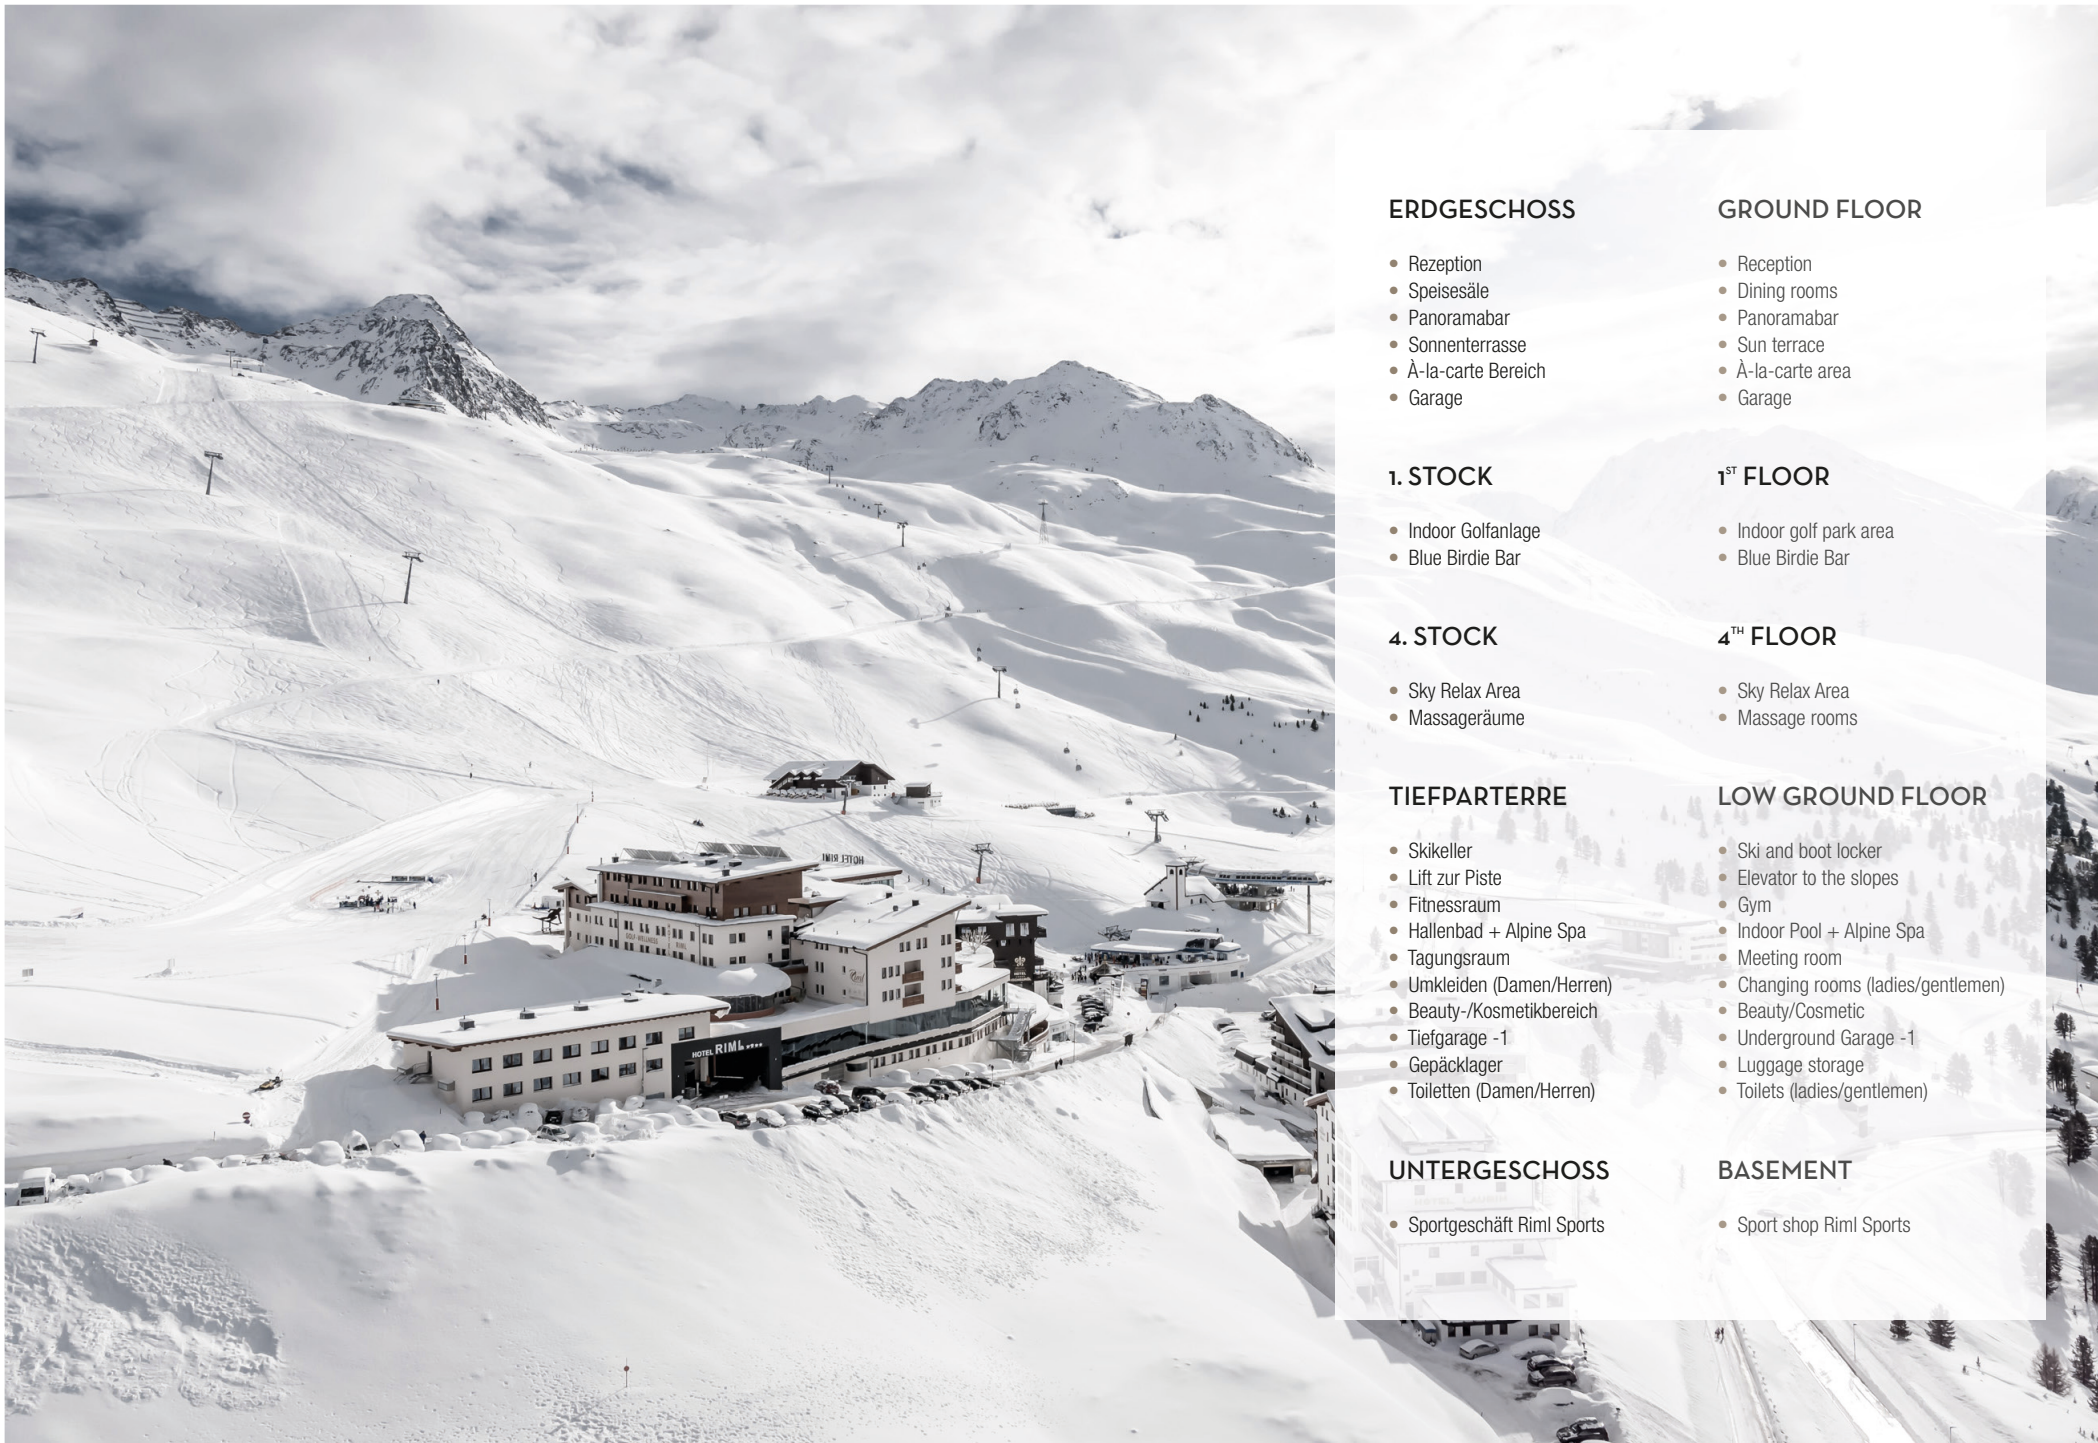 ERDGESCHOSS
• Rezeption
• Speisesäle
• Panoramabar
• Sonnenterrasse
• À-la-carte Bereich
• Garage
1. STOCK
• Indoor Golfanlage
• Blue Birdie Bar
4. STOCK
• Sky Relax Area
• Massageräume
TIEFPARTERRE
• Skikeller
• Lift zur Piste
• Fitnessraum
• Hallenbad + Alpine Spa
• Tagungsraum
• Umkleiden (Damen/Herren)
• Beauty-/Kosmetikbereich
• Tiefgarage -1
• Gepäcklager
• Toiletten (Damen/Herren)
UNTERGESCHOSS
• Sportgeschäft Riml Sports
GROUND FLOOR
• Reception
• Dining rooms
• Panoramabar
• Sun terrace
• À-la-carte area
• Garage
1ST FLOOR
• Indoor golf park area
• Blue Birdie Bar
4TH FLOOR
• Sky Relax Area
• Massage rooms
LOW GROUND FLOOR
• Ski and boot locker
• Elevator to the slopes
• Gym
• Indoor Pool + Alpine Spa
• Meeting room
• Changing rooms (ladies/gentlemen)
• Beauty/Cosmetic
• Underground Garage -1
• Luggage storage
• Toilets (ladies/gentlemen)
BASEMENT
• Sport shop Riml Sports
HOTEL RIML
GOLF-WELLNESS
RIML
Riml
HOTEL RIML